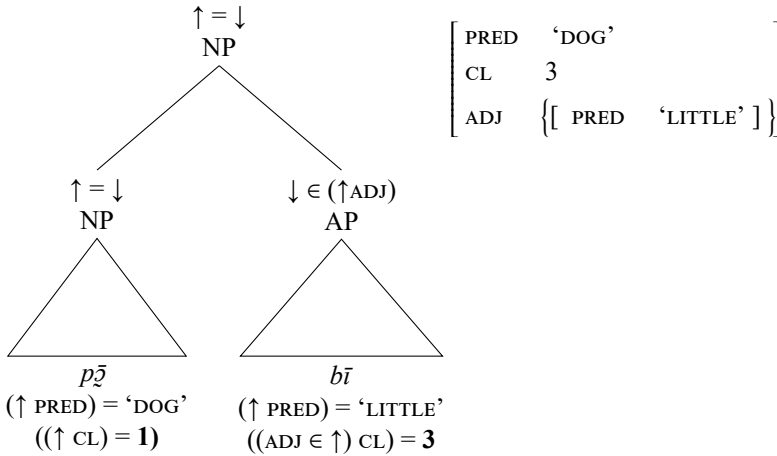 ↑ = ↓
NP
PRED ‘DOG’
CL 3
ADJ {[ PRED ‘LITTLE’ ]}
↑ = ↓
NP
↓ ∈ (↑ADJ)
AP
pɔ̰̄
(↑ PRED) = ‘DOG’
((↑ CL) = 1)
bī
(↑ PRED) = ‘LITTLE’
((ADJ ∈ ↑) CL) = 3